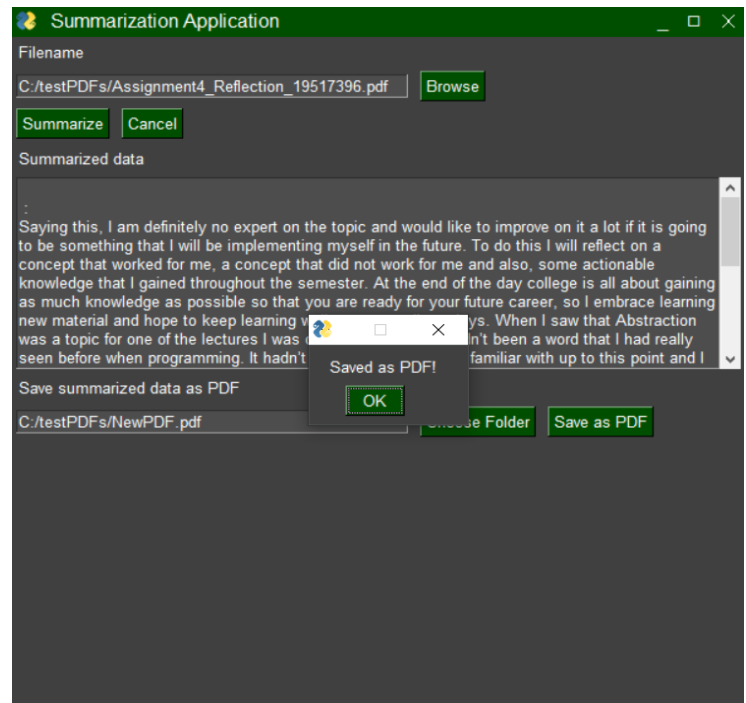 Summarization Application
Filename
C:/testPDFs/Assignment4_Reflection_19517396.pdf Browse
Summarize Cancel
Summarized data
:
Saying this, I am definitely no expert on the topic and would like to improve on it a lot if it is going
to be something that I will be implementing myself in the future. To do this I will reflect on a
concept that worked for me, a concept that did not work for me and also, some actionable
knowledge that I gained throughout the semester. At the end of the day college is all about gaining
as much knowledge as possible so that you are ready for your future career, so I embrace learning
new material and hope to keep learning ys. When I saw that Abstraction
was a topic for one of the lectures I was n't been a word that I had really
seen before when programming. It hadn't familiar with up to this point and I
Saved as PDF!
OK
Save summarized data as PDF
C:/testPDFs/NewPDF.pdf Folder Save as PDF